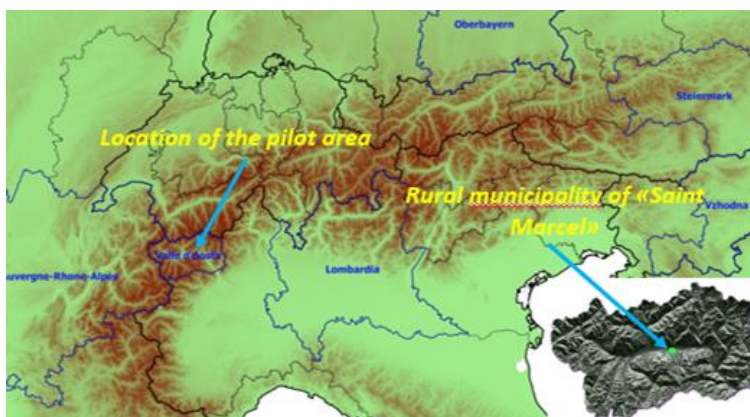 Oberbayern
Steiermark
Location of the pilot area
Rural municipality of «Saint
Marcel»
Vzhodna
Valle d'Aosta
Lombardia
Auvergne-Rhone-Alpes